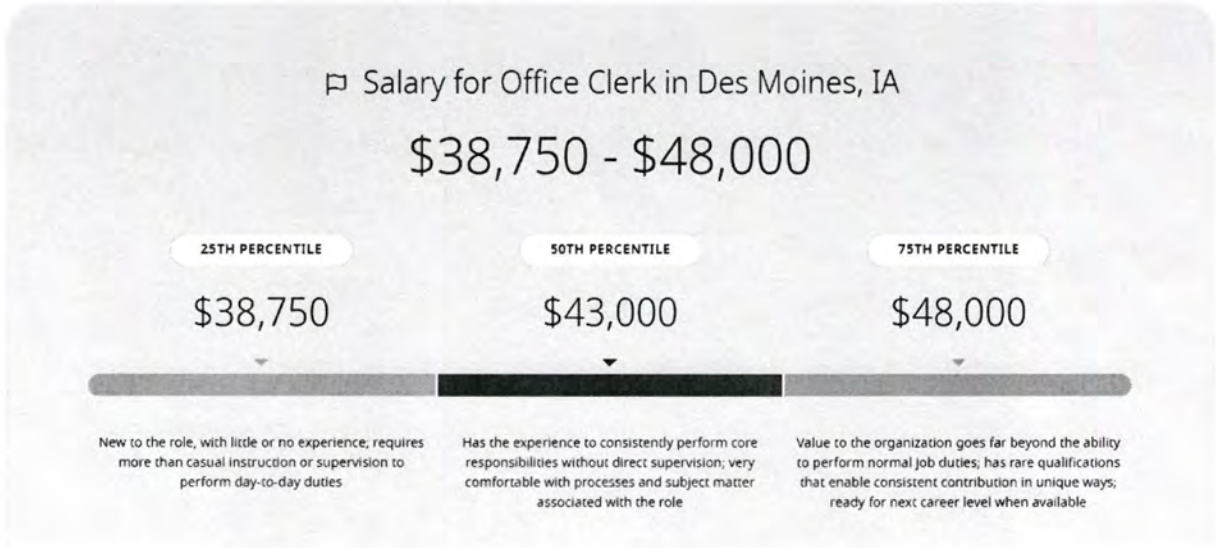 Salary for Office Clerk in Des Moines, IA
$38,750 - $48,000
25TH PERCENTILE
50TH PERCENTILE
75TH PERCENTILE
$38,750
$43,000
$48,000
New to the role, with little or no experience; requires
more than casual instruction or supervision to
perform day-to-day duties
Has the experience to consistently perform core
responsibilities without direct supervision; very
comfortable with processes and subject matter
associated with the role
Value to the organization goes far beyond the ability
to perform normal job duties; has rare qualifications
that enable consistent contribution in unique ways;
ready for next career level when available